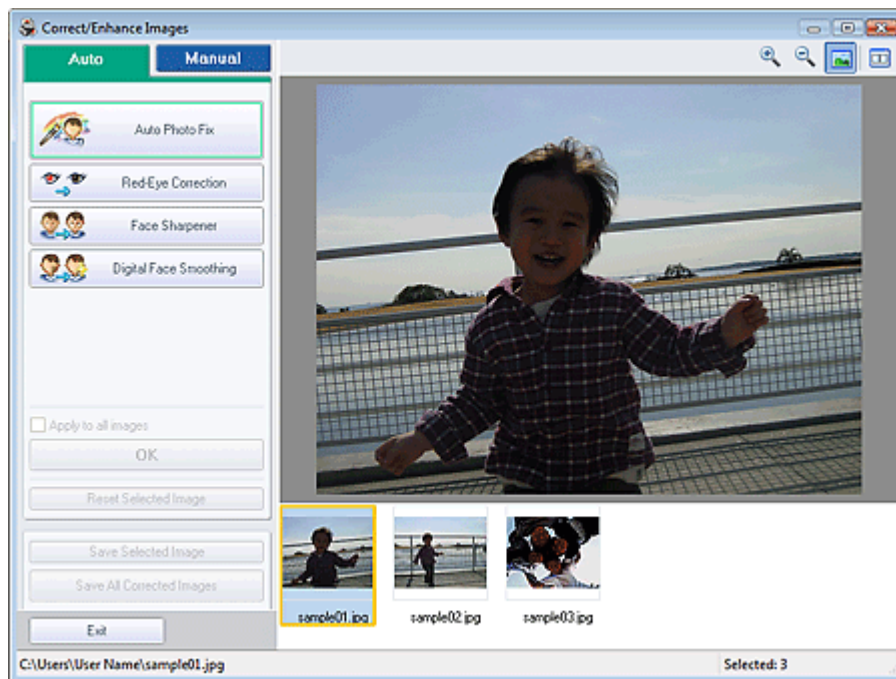 Correct/Enhance Images
Auto
Manual
Auto Photo Fix
Red-Eye Correction
Face Sharpener
Digital Face Smoothing
Apply to all images
OK
Reset Selected Image
Save Selected Image
Save All Corrected Images
Exit
sample01.jpg
sample02.jpg
sample03.jpg
C:\Users\User Name\sample01.jpg
Selected: 3